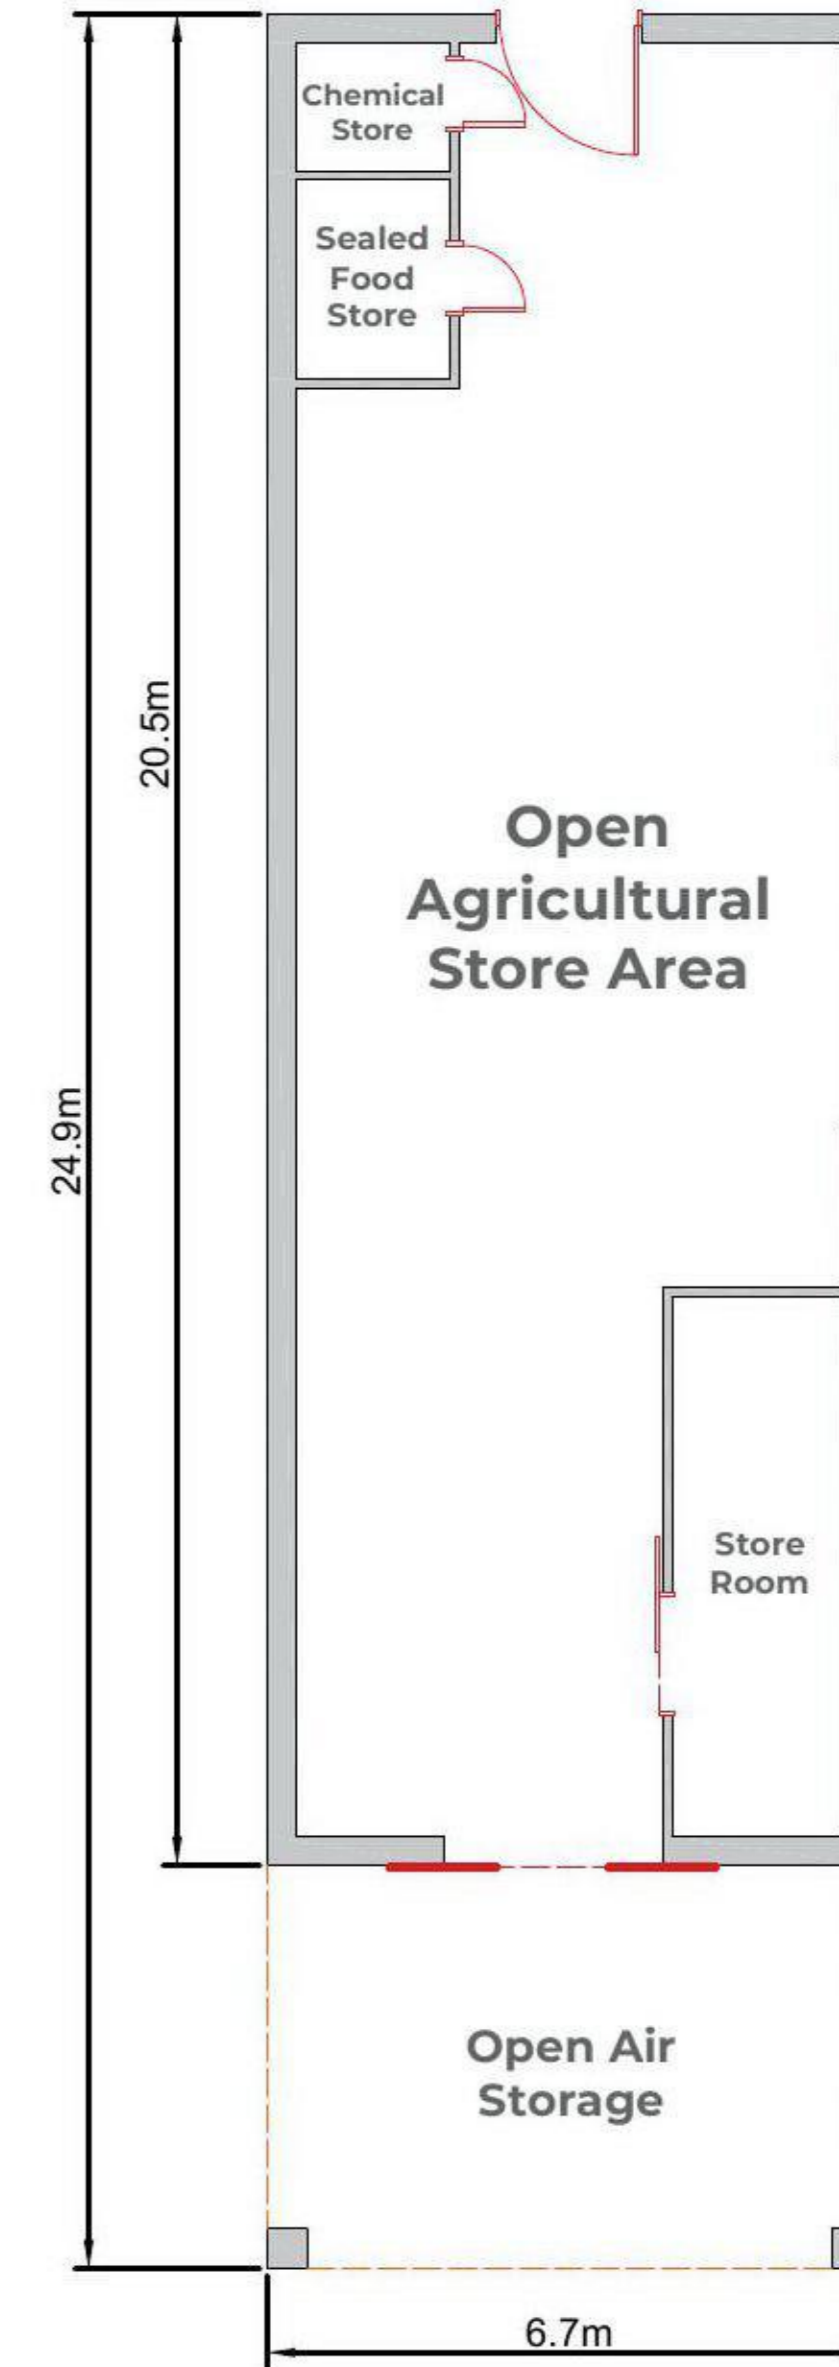 Chemical
Store
Sealed
Food
Store
20.5m
Open
Agricultural
Store Area
24.9m
Store
Room
Open Air
Storage
6.7m